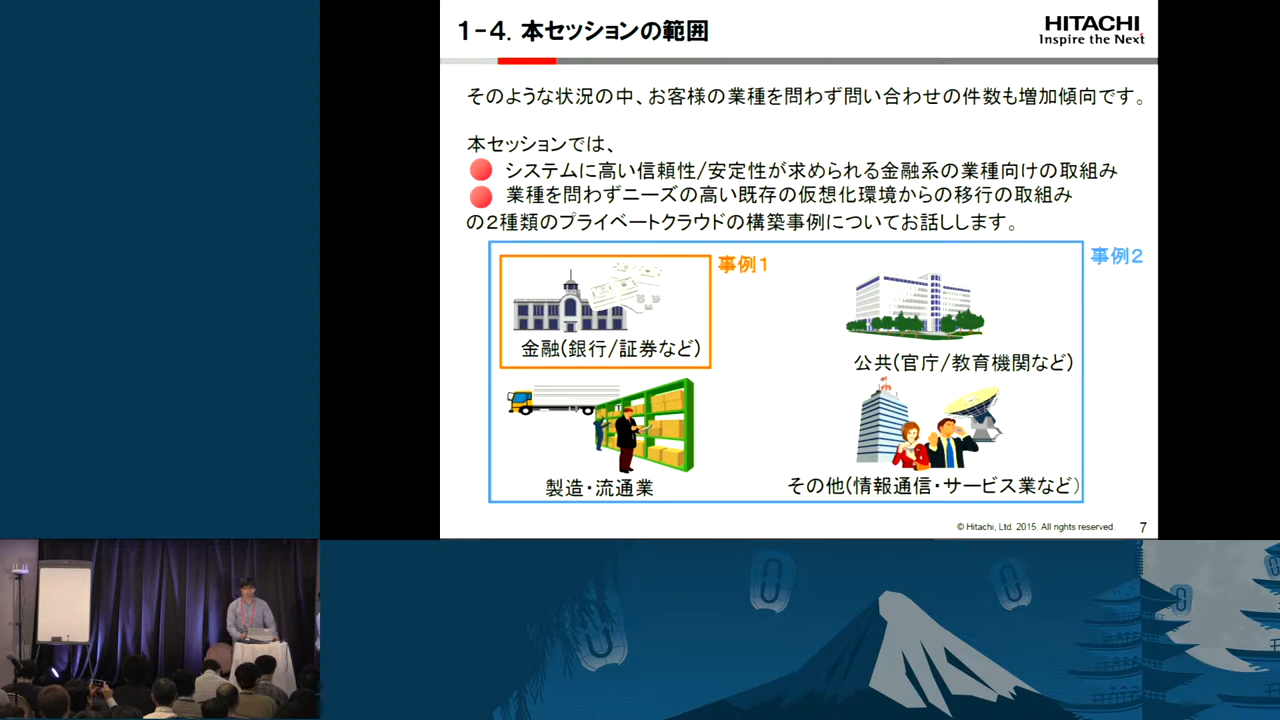 1-4. 本セッションの範囲
HITACHI
Inspire the Next
そのような状況の中、お客様の業種を問わず問い合わせの件数も増加傾向です。
本セッションでは、
システムに高い信頼性/安定性が求められる金融系の業種向けの取組み
業種を問わずニーズの高い既存の仮想化環境からの移行の取組み
の2種類のプライベートクラウドの構築事例についてお話しします。
事例1
事例2
金融(銀行/証券など)
公共(官庁/教育機関など)
製造・流通業
その他(情報通信・サービス業など)
© Hitachi, Ltd. 2015. All rights reserved.
7